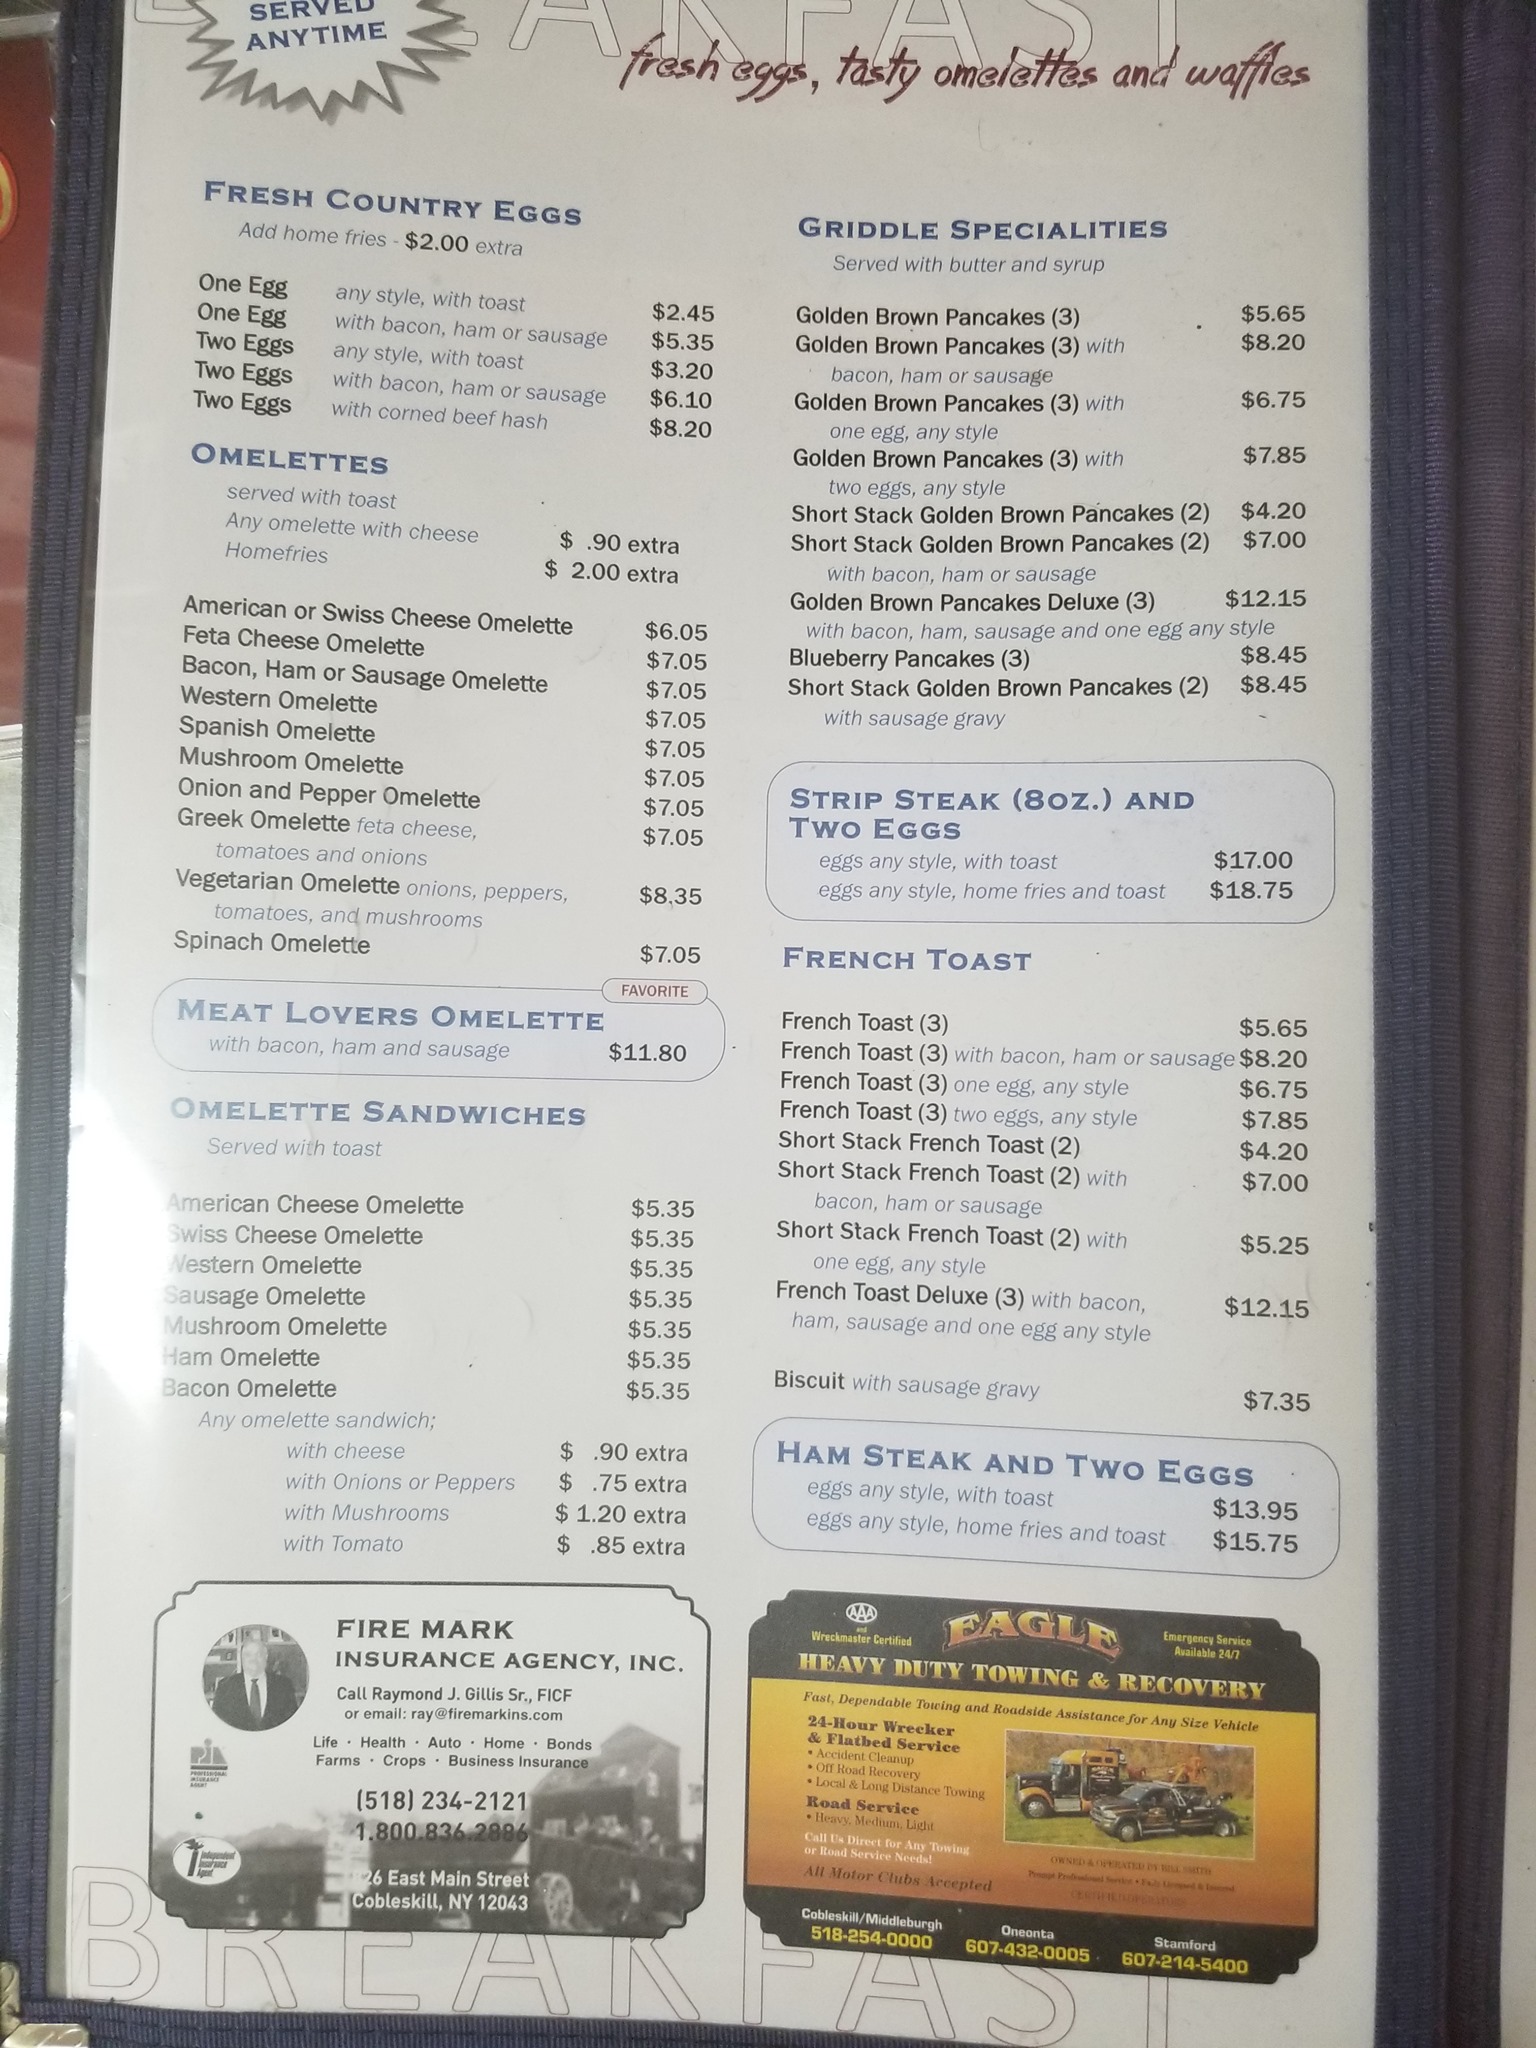 SERVED
ANYTIME
fresh eggs, tasty omelettes and waffles
FRESH COUNTRY EGGS
Add home fries - $2.00 extra
One Egg any style, with toast $2.45
One Egg with bacon, ham or sausage $5.35
Two Eggs any style, with toast $3.20
Two Eggs with bacon, ham or sausage $6.10
Two Eggs with corned beef hash $8.20
OMELETTES
served with toast
Any omelette with cheese $ .90 extra
Homefries $ 2.00 extra
American or Swiss Cheese Omelette $6.05
Feta Cheese Omelette $7.05
Bacon, Ham or Sausage Omelette $7.05
Western Omelette $7.05
Spanish Omelette $7.05
Mushroom Omelette $7.05
Onion and Pepper Omelette $7.05
Greek Omelette feta cheese, $7.05
tomatoes and onions
Vegetarian Omelette onions, peppers, $8.35
tomatoes, and mushrooms
Spinach Omelette $7.05
FAVORITE
MEAT LOVERS OMELETTE
with bacon, ham and sausage $11.80
OMELETTE SANDWICHES
Served with toast
American Cheese Omelette $5.35
Swiss Cheese Omelette $5.35
Western Omelette $5.35
Sausage Omelette $5.35
Mushroom Omelette $5.35
Ham Omelette $5.35
Bacon Omelette $5.35
Any omelette sandwich;
with cheese $ .90 extra
with Onions or Peppers $ .75 extra
with Mushrooms $ 1.20 extra
with Tomato $ .85 extra
GRIDDLE SPECIALITIES
Served with butter and syrup
Golden Brown Pancakes (3) $5.65
Golden Brown Pancakes (3) with $8.20
bacon, ham or sausage
Golden Brown Pancakes (3) with $6.75
one egg, any style
Golden Brown Pancakes (3) with $7.85
two eggs, any style
Short Stack Golden Brown Pancakes (2) $4.20
Short Stack Golden Brown Pancakes (2) $7.00
with bacon, ham or sausage
Golden Brown Pancakes Deluxe (3) $12.15
with bacon, ham, sausage and one egg any style
Blueberry Pancakes (3) $8.45
Short Stack Golden Brown Pancakes (2) $8.45
with sausage gravy
STRIP STEAK (8OZ.) AND
TWO EGGS
eggs any style, with toast $17.00
eggs any style, home fries and toast $18.75
FRENCH TOAST
French Toast (3) $5.65
French Toast (3) with bacon, ham or sausage $8.20
French Toast (3) one egg, any style $6.75
French Toast (3) two eggs, any style $7.85
Short Stack French Toast (2) $4.20
Short Stack French Toast (2) with $7.00
bacon, ham or sausage
Short Stack French Toast (2) with $5.25
one egg, any style
French Toast Deluxe (3) with bacon, $12.15
ham, sausage and one egg any style
Biscuit with sausage gravy $7.35
HAM STEAK AND TWO EGGS
eggs any style, with toast $13.95
eggs any style, home fries and toast $15.75
FIRE MARK
INSURANCE AGENCY, INC.
Call Raymond J. Gillis Sr., FICF
or email: ray@firemarkins.com
Life · Health · Auto · Home · Bonds
Farms · Crops · Business Insurance
PROFESSIONAL
INSURANCE
AGENT
(518) 234-2121
1.800.836.2886
Independent
Insurance
Agent
26 East Main Street
Cobleskill, NY 12043
AAA
and
Wreckmaster Certified
EAGLE
Emergency Service
Available 24/7
HEAVY DUTY TOWING & RECOVERY
Fast, Dependable Towing and Roadside Assistance for Any Size Vehicle
24-Hour Wrecker
& Flatbed Service
• Accident Cleanup
• Off Road Recovery
• Local & Long Distance Towing
Road Service
• Heavy, Medium, Light
Call Us Direct for Any Towing
or Road Service Needs!
All Motor Clubs Accepted
OWNED & OPERATED BY BILL SMITH
Prompt Professional Service • Fully Licensed & Insured
CERTIFIED OPERATORS
Cobleskill/Middleburgh
518-254-0000
Oneonta
607-432-0005
Stamford
607-214-5400
BREAKFAST